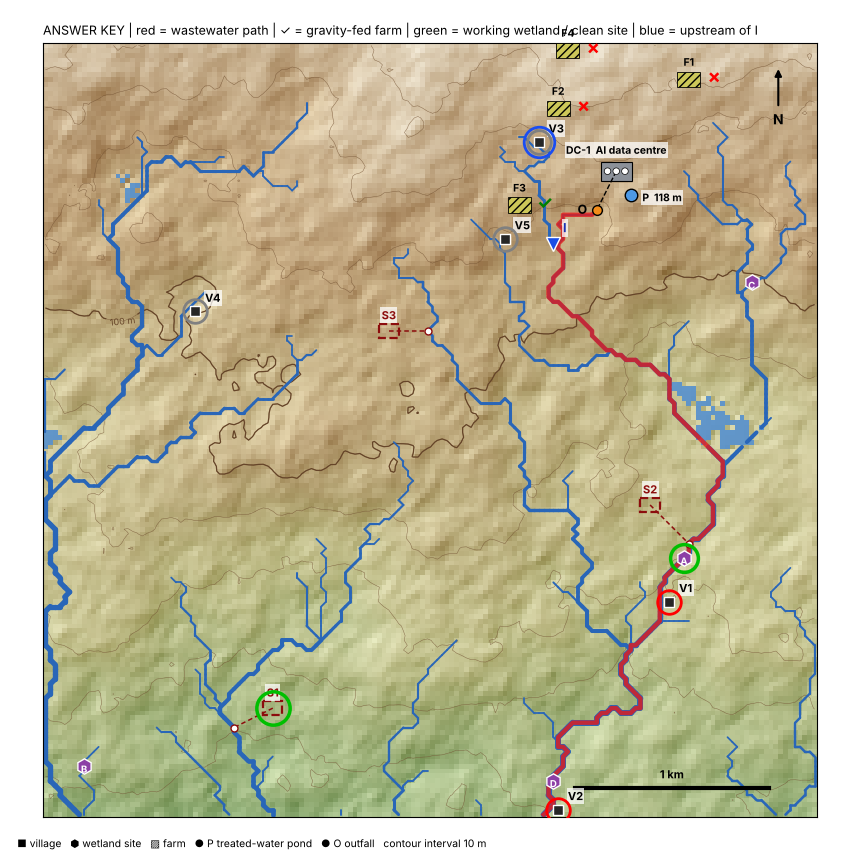 ANSWER KEY | red = wastewater path | ✓ = gravity-fed farm | green = working wetland / clean site | blue = upstream of I
F4
F1
F2
N
V3
DC-1 AI data centre
F3
P 118 m
O
V5
I
C
V4
S3
100 m
S2
A
V1
S1
B
1 km
D
V2
■ village ⬢ wetland site ▨ farm ● P treated-water pond ● O outfall contour interval 10 m